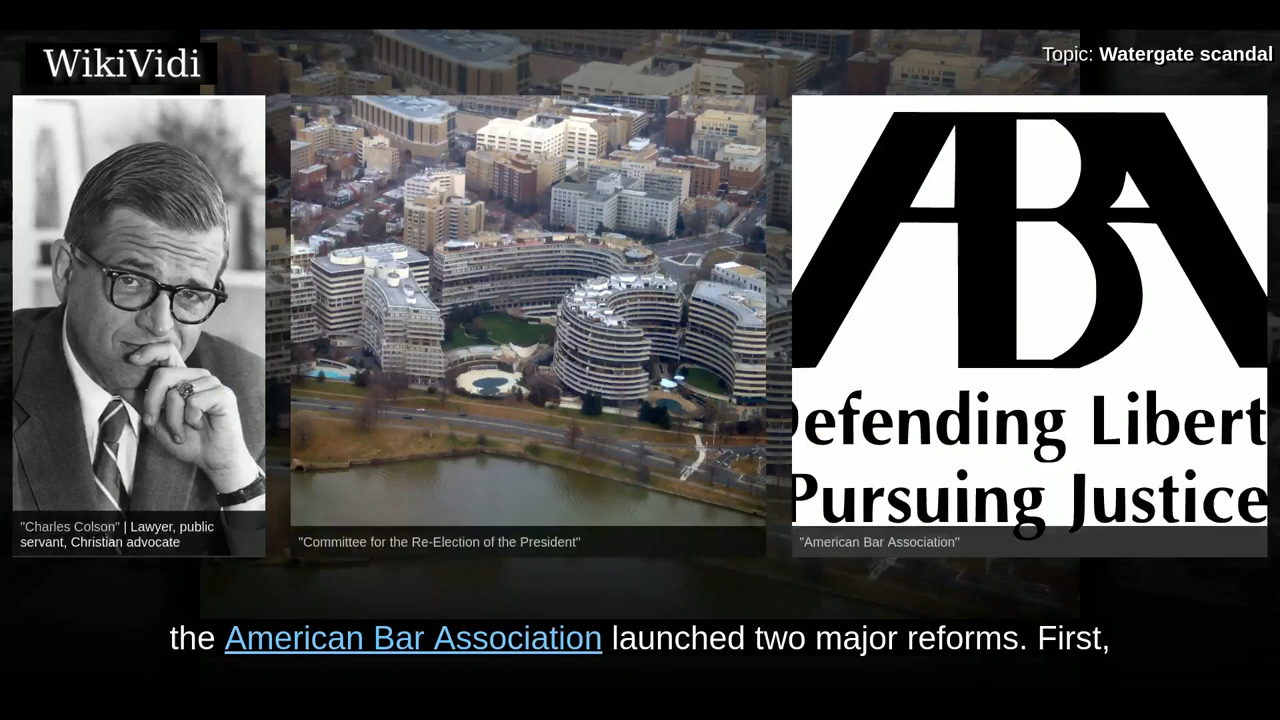 WikiVidi
Topic: Watergate scandal
"Charles Colson" | Lawyer, public
servant, Christian advocate
"Committee for the Re-Election of the President"
ABA
Defending Libert
Pursuing Justice
"American Bar Association"
the American Bar Association launched two major reforms. First,